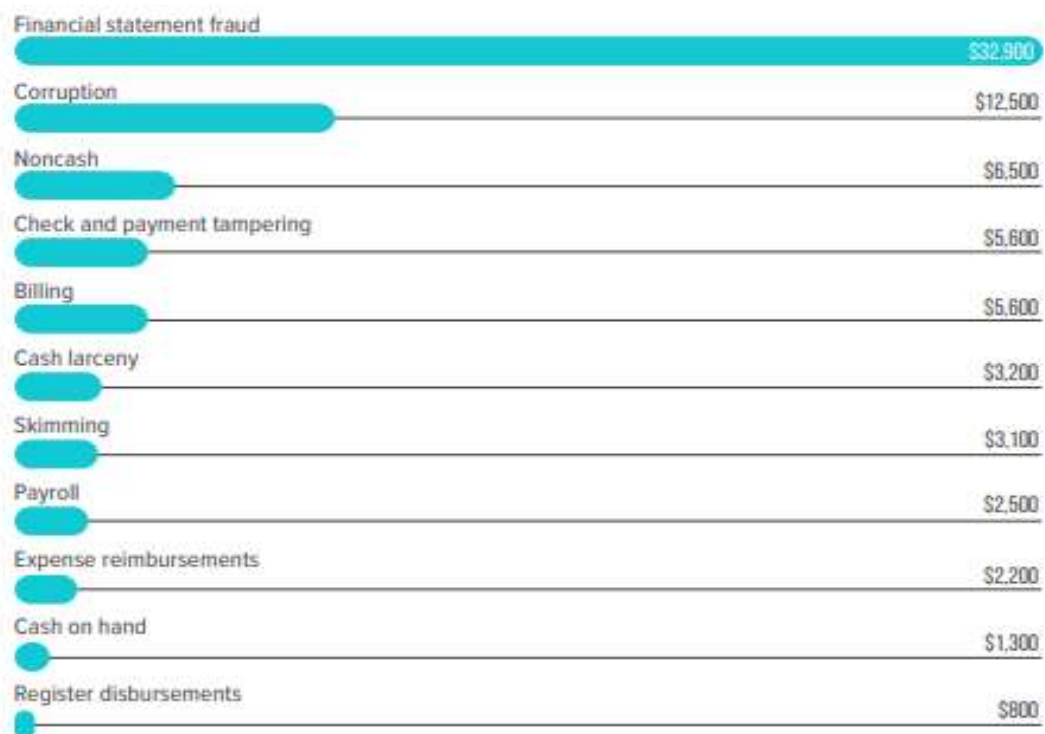 Financial statement fraud
$32,900
Corruption
$12,500
Noncash
$6,500
Check and payment tampering
$5,600
Billing
$5,600
Cash larceny
$3,200
Skimming
$3,100
Payroll
$2,500
Expense reimbursements
$2,200
Cash on hand
$1,300
Register disbursements
$800